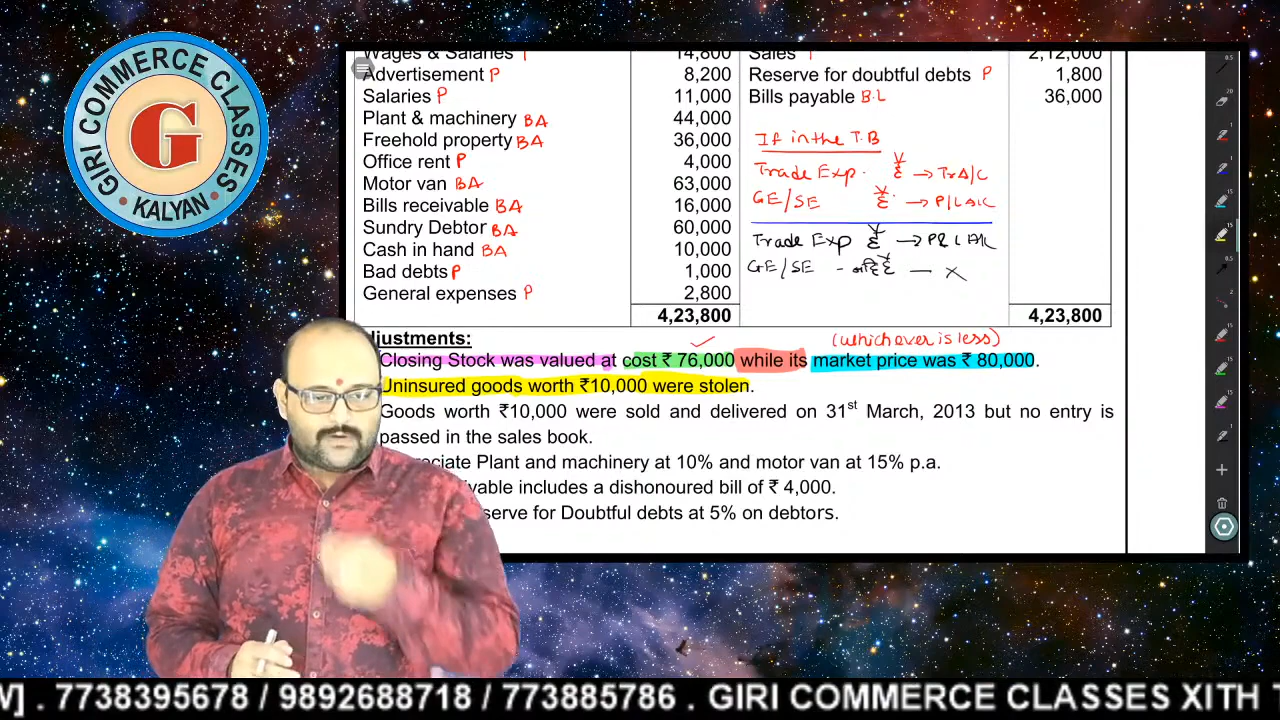 GIRI COMMERCE CLASSES
G
KALYAN
Wages & Salaries P 14,800 Sales P 2,12,000
Advertisement P 8,200 Reserve for doubtful debts P 1,800
Salaries P 11,000 Bills payable B.L 36,000
Plant & machinery BA 44,000
Freehold property BA 36,000 If in the T.B
Office rent P 4,000
Motor van BA 63,000 Trade Exp. → Tr A/C
Bills receivable BA 16,000 GE/SE → P/L A/C
Sundry Debtor BA 60,000
Cash in hand BA 10,000 Trade Exp → P & L A/C
Bad debts P 1,000 GE/SE - — X
General expenses P 2,800
4,23,800 4,23,800
djustments: (whichever is less)
Closing Stock was valued at cost ₹ 76,000 while its market price was ₹ 80,000.
Uninsured goods worth ₹10,000 were stolen.
Goods worth ₹10,000 were sold and delivered on 31st March, 2013 but no entry is
passed in the sales book.
reciate Plant and machinery at 10% and motor van at 15% p.a.
ivable includes a dishonoured bill of ₹ 4,000.
serve for Doubtful debts at 5% on debtors.
W] . 7738395678 / 9892688718 / 773885786 . GIRI COMMERCE CLASSES XITH T